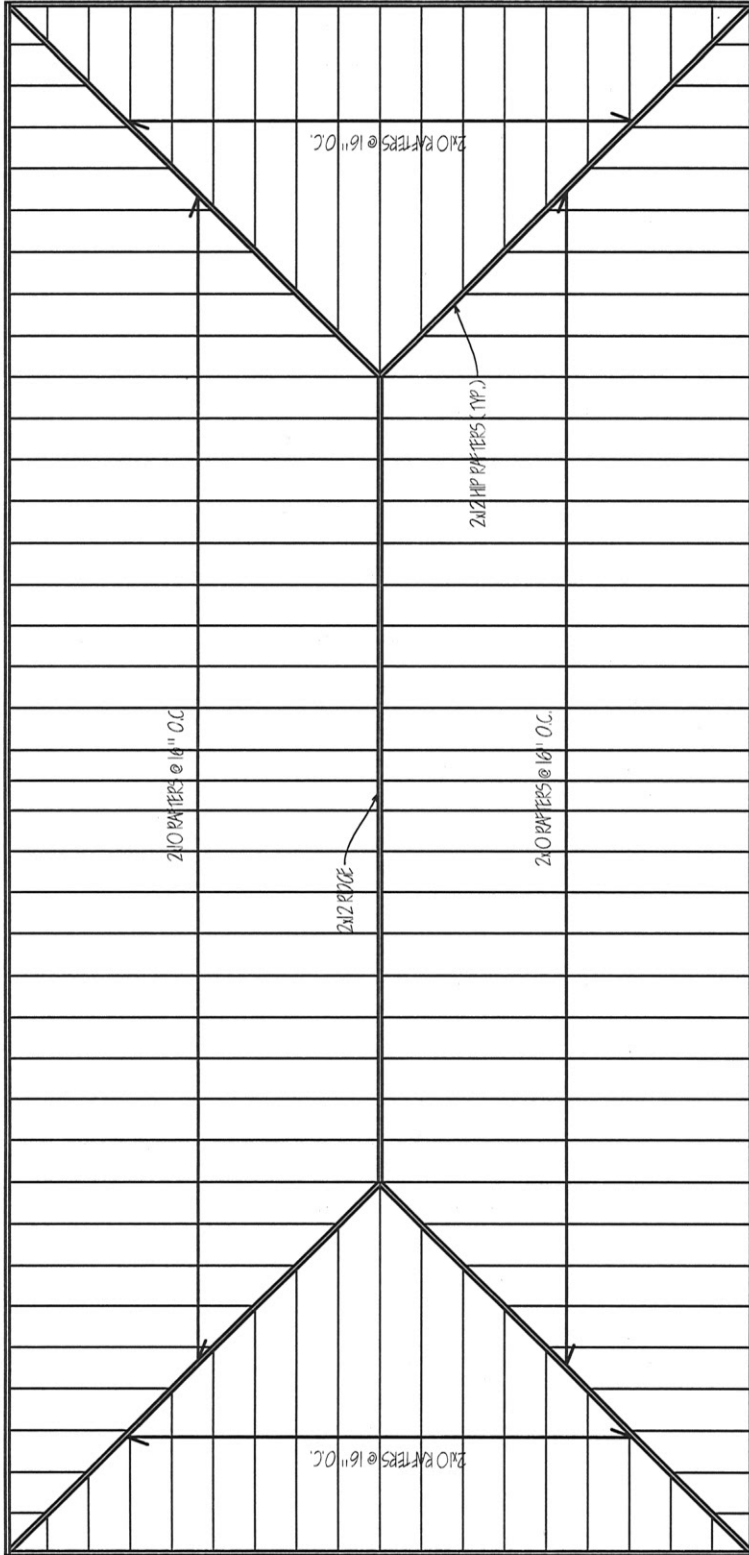 2x10 RAFTERS @ 16" O.C.
2x12 HIP RAFTERS (TYP.)
2x10 RAFTERS @ 16" O.C.
2x12 RIDGE
2x10 RAFTERS @ 16" O.C.
2x10 RAFTERS @ 16" O.C.